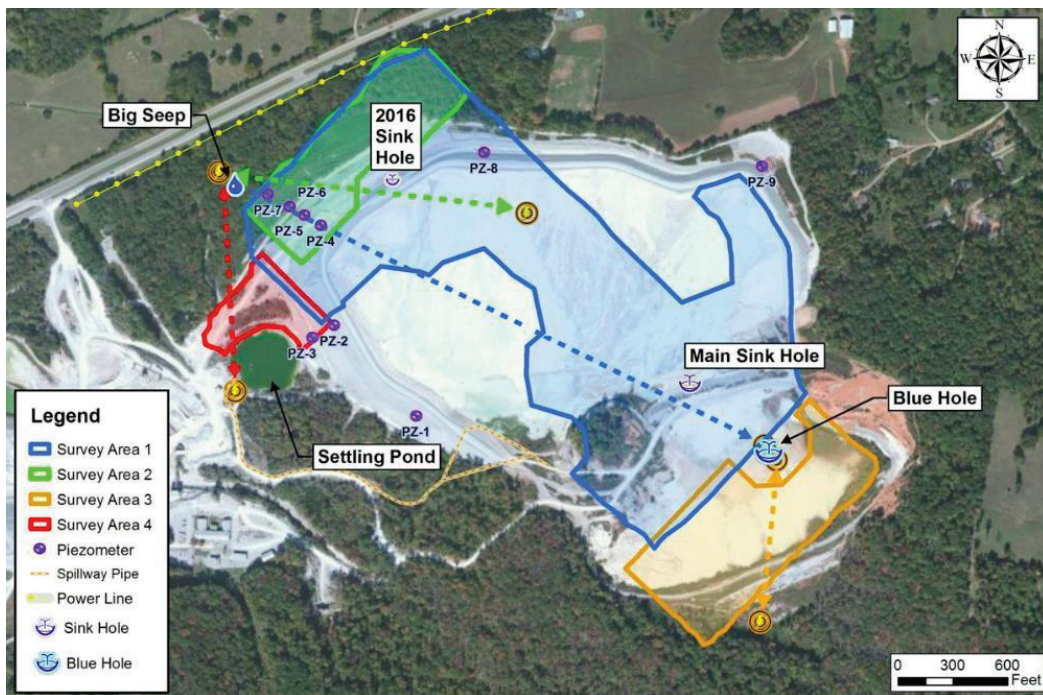 N
W E
S
Big Seep
2016
Sink
Hole
PZ-8
PZ-9
PZ-6
PZ-7
PZ-5
PZ-4
PZ-2
PZ-3
Main Sink Hole
Blue Hole
PZ-1
Settling Pond
Legend
Survey Area 1
Survey Area 2
Survey Area 3
Survey Area 4
Piezometer
Spillway Pipe
Power Line
Sink Hole
Blue Hole
0 300 600
Feet